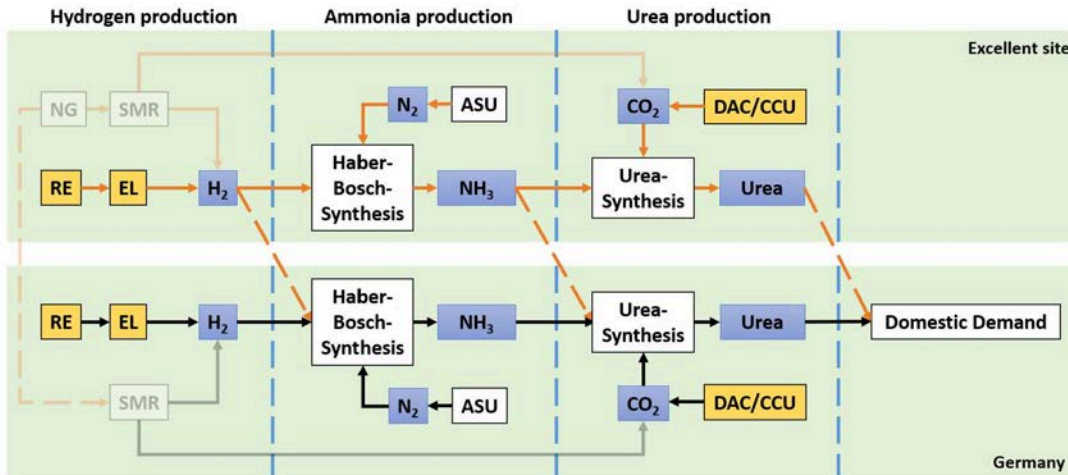 Hydrogen production
Ammonia production
Urea production
Excellent site
NG
SMR
N₂
ASU
CO₂
DAC/CCU
RE
EL
H₂
Haber-
Bosch-
Synthesis
NH₃
Urea-
Synthesis
Urea
RE
EL
H₂
Haber-
Bosch-
Synthesis
NH₃
Urea-
Synthesis
Urea
Domestic Demand
SMR
N₂
ASU
CO₂
DAC/CCU
Germany